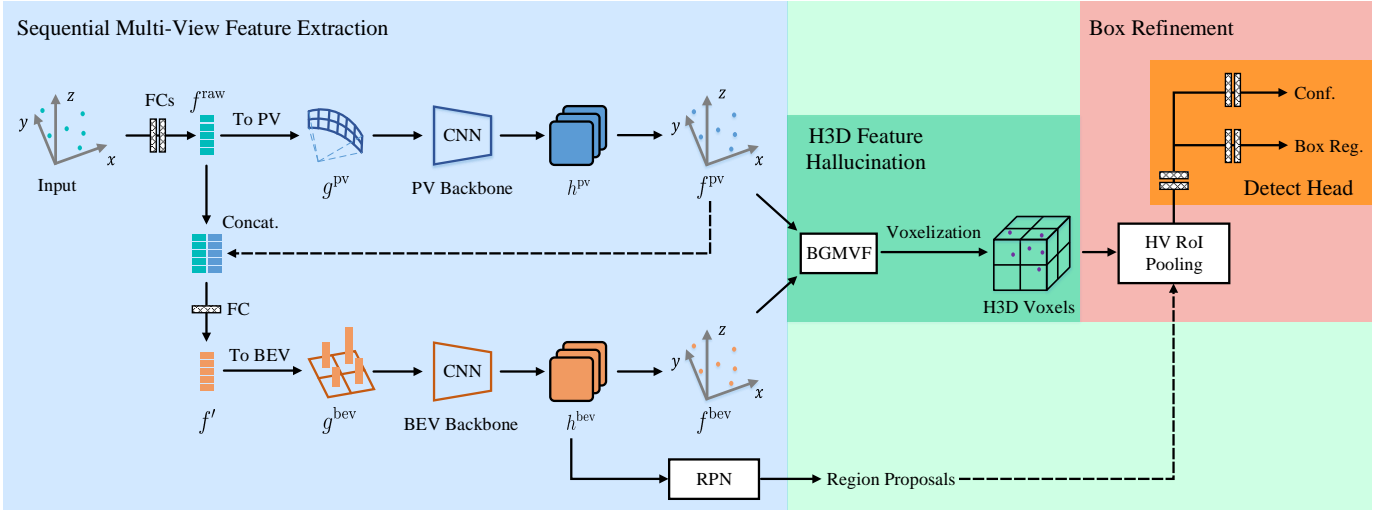 Sequential Multi-View Feature Extraction
Box Refinement
z
y
x
Input
FCs
f^raw
To PV
g^pv
CNN
PV Backbone
h^pv
z
y
x
f^pv
H3D Feature
Hallucination
Conf.
Box Reg.
Detect Head
Concat.
BGMVF
Voxelization
H3D Voxels
HV RoI
Pooling
FC
f′
To BEV
g^bev
CNN
BEV Backbone
h^bev
z
y
x
f^bev
RPN
Region Proposals